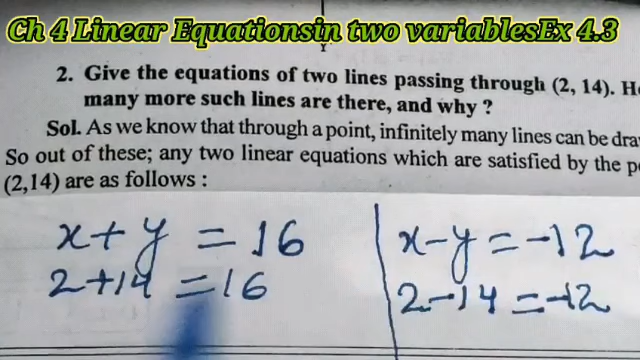 Ch 4 Linear Equationsin two variablesEx 4.3
2. Give the equations of two lines passing through (2, 14). H
many more such lines are there, and why ?
Sol. As we know that through a point, infinitely many lines can be dra
So out of these; any two linear equations which are satisfied by the p
(2,14) are as follows :
x+y = 16
2+14 = 16
x-y = -12
2-14 = -12